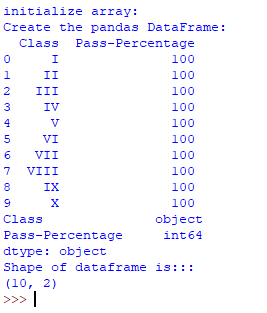 initialize array:
Create the pandas DataFrame:
  Class  Pass-Percentage
0     I              100
1    II              100
2   III              100
3    IV              100
4     V              100
5    VI              100
6   VII              100
7  VIII              100
8    IX              100
9     X              100
Class              object
Pass-Percentage     int64
dtype: object
Shape of dataframe is:::
(10, 2)
>>>